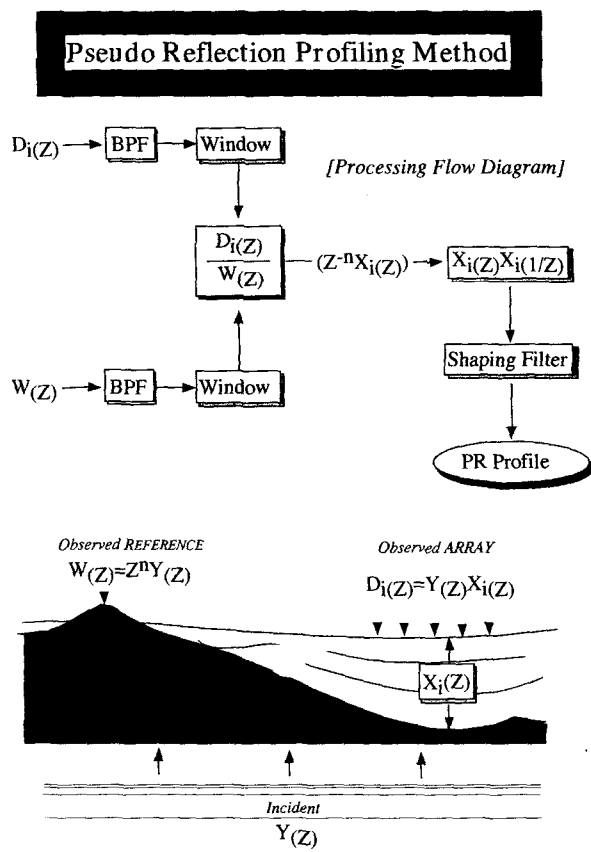 Pseudo Reflection Profiling Method
Di(Z)
BPF
Window
[Processing Flow Diagram]
Di(Z)
W(Z)
(Z-nXi(Z))
Xi(Z)Xi(1/Z)
Shaping Filter
W(Z)
BPF
Window
PR Profile
Observed REFERENCE
W(Z)=ZnY(Z)
Observed ARRAY
Di(Z)=Y(Z)Xi(Z)
Xi(Z)
Incident
Y(Z)